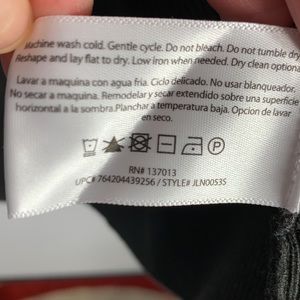 Machine wash cold. Gentle cycle. Do not bleach. Do not tumble dry
Reshape and lay flat to dry. Low iron when needed. Dry clean option
Lavar a maquina con agua fria. Ciclo delicado. No usar blanqueador.
No secar a maquina. Remodelar y secar extendido sobre una superficie
horizontal a la sombra.Planchar a temperatura baja. Opcion de lavar
en seco.
RN# 137013
UPC# 764204439256 / STYLE# JLN00535